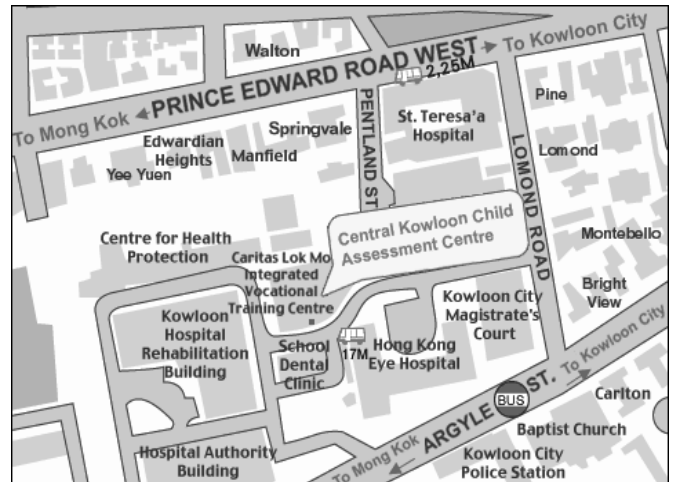 Walton
PRINCE EDWARD ROAD WEST
To Kowloon City
2,25M
To Mong Kok
Springvale
PENTLAND ST
St. Teresa'a
Hospital
Pine
Edwardian
Heights
Manfield
Yee Yuen
LOMOND ROAD
Lomond
Central Kowloon Child
Assessment Centre
Montebello
Centre for Health
Protection
Caritas Lok Mo
Integrated
Vocational
Training Centre
Bright
View
Kowloon
Hospital
Rehabilitation
Building
Kowloon City
Magistrate's
Court
School
Dental
Clinic
17M
Hong Kong
Eye Hospital
To Kowloon City
ARGYLE ST.
BUS
Carlton
Baptist Church
Hospital Authority
Building
To Mong Kok
Kowloon City
Police Station